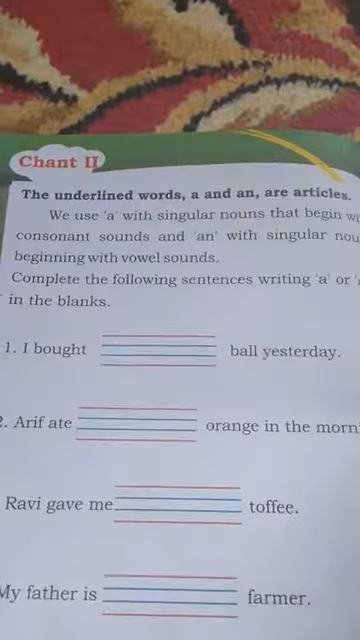 Chant II
The underlined words, a and an, are articles.
We use 'a' with singular nouns that begin
consonant sounds and 'an' with singular
beginning with vowel sounds.
Complete the following sentences writing 'a' or
in the blanks.
1. I bought ball yesterday.
2. Arif ate orange in the
Ravi gave me toffee.
My father is farmer.